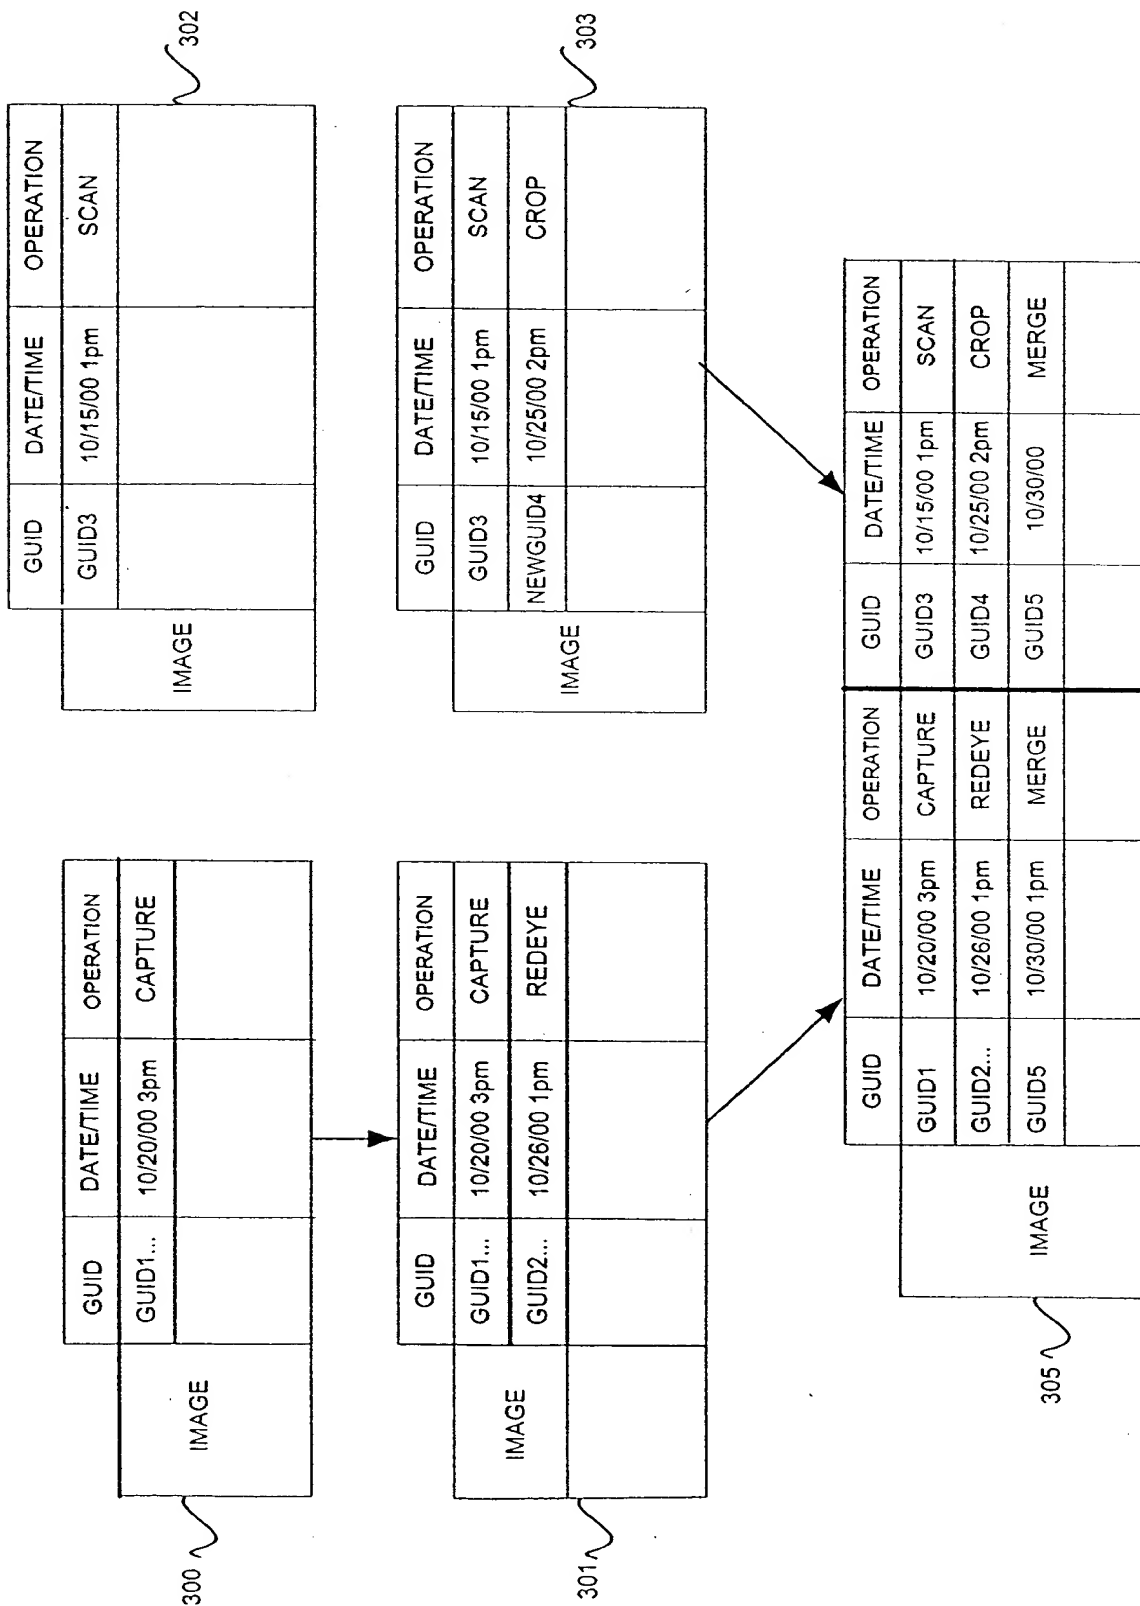 GUID DATE/TIME OPERATION
IMAGE GUID1... 10/20/00 3pm CAPTURE
300
GUID DATE/TIME OPERATION
IMAGE GUID3 10/15/00 1pm SCAN
302
GUID DATE/TIME OPERATION
GUID1... 10/20/00 3pm CAPTURE
IMAGE GUID2... 10/26/00 1pm REDEYE
301
GUID DATE/TIME OPERATION
GUID3 10/15/00 1pm SCAN
IMAGE NEWGUID4 10/25/00 2pm CROP
303
GUID DATE/TIME OPERATION GUID DATE/TIME OPERATION
GUID1 10/20/00 3pm CAPTURE GUID3 10/15/00 1pm SCAN
GUID2... 10/26/00 1pm REDEYE GUID4 10/25/00 2pm CROP
GUID5 10/30/00 1pm MERGE GUID5 10/30/00 MERGE
IMAGE
305